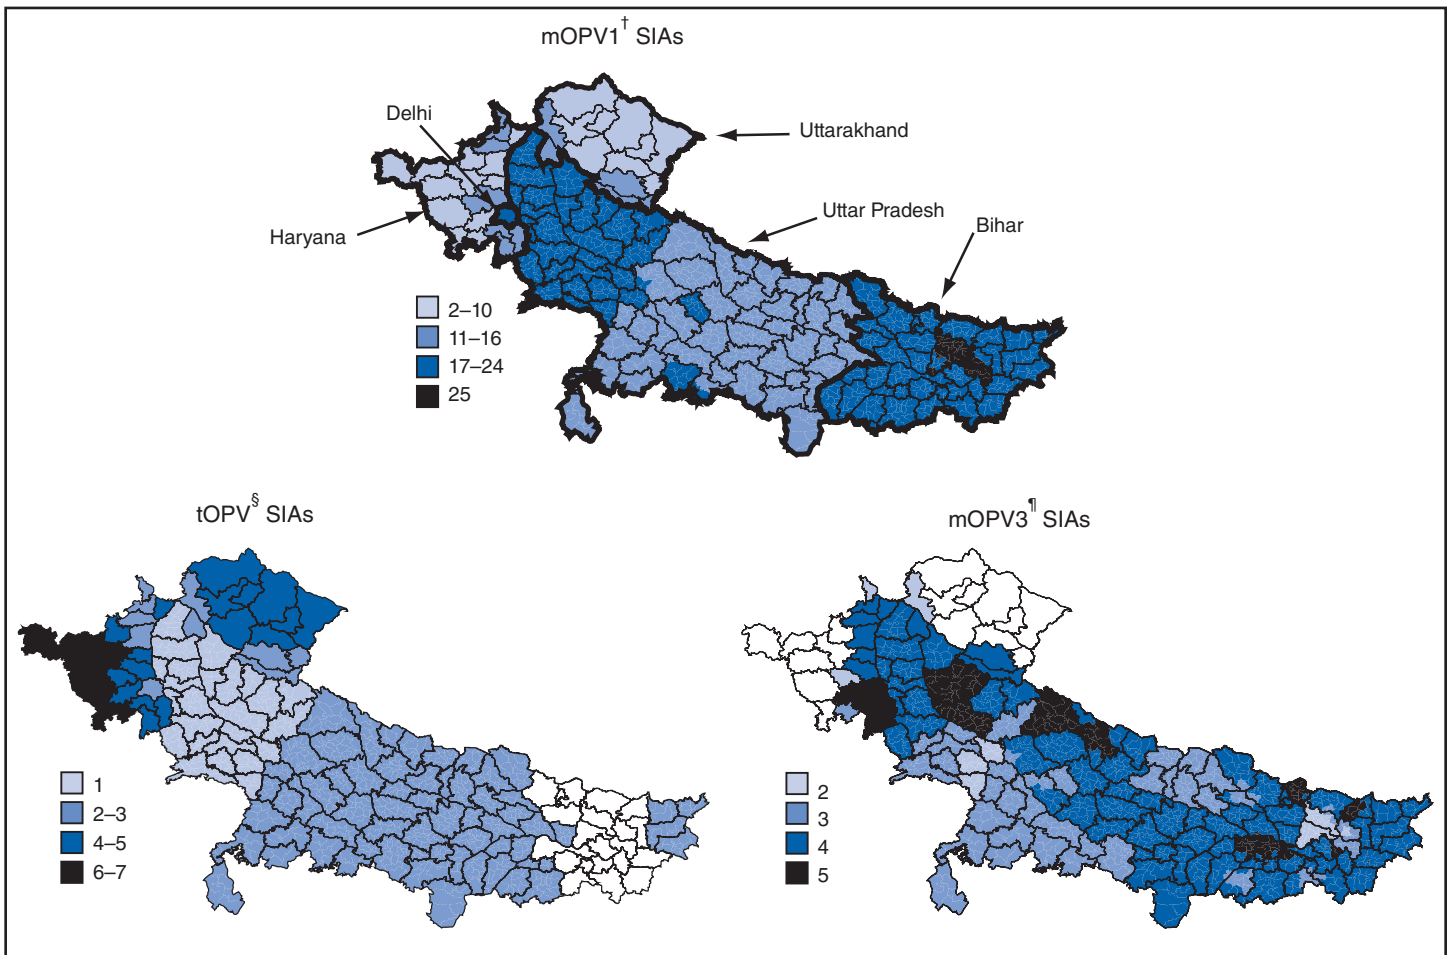 mOPV1† SIAs
Delhi
Uttarakhand
Uttar Pradesh
Bihar
Haryana
2–10
11–16
17–24
25
tOPV§ SIAs
1
2–3
4–5
6–7
mOPV3¶ SIAs
2
3
4
5